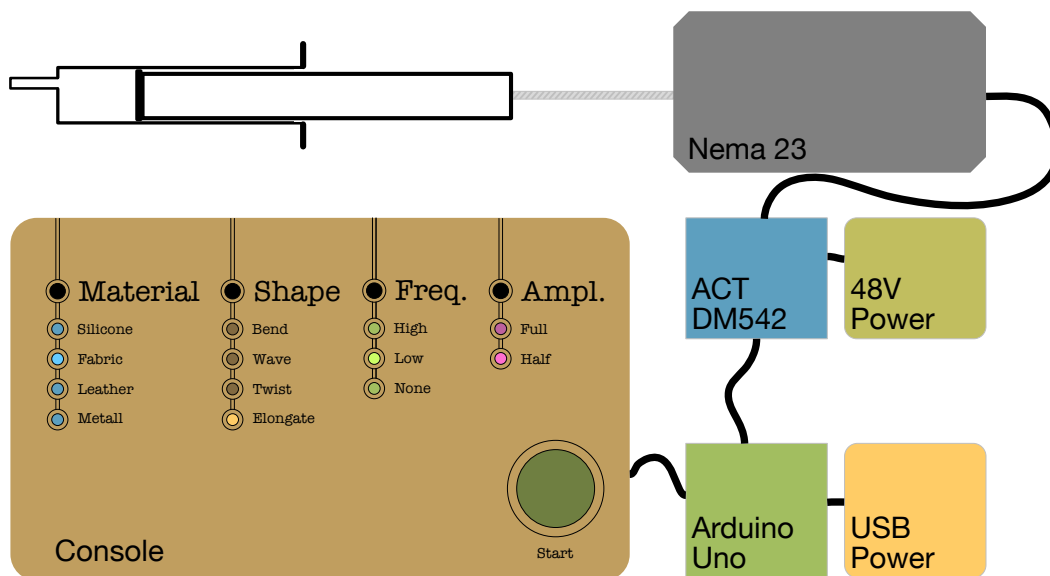 Nema 23
Material
Silicone
Fabric
Leather
Metall
Shape
Bend
Wave
Twist
Elongate
Freq.
High
Low
None
Ampl.
Full
Half
Start
Console
ACT
DM542
48V
Power
Arduino
Uno
USB
Power